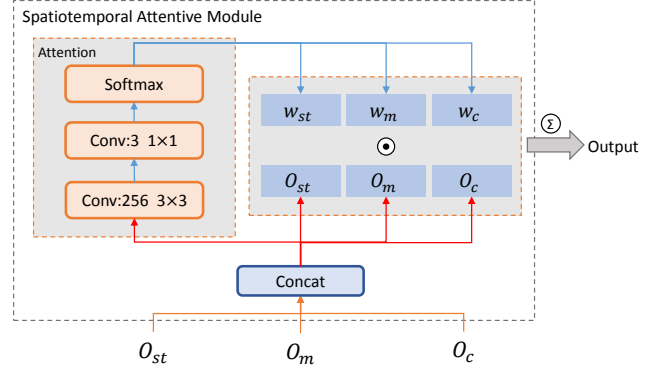 Spatiotemporal Attentive Module
Attention
Softmax
Conv:3 1×1
Conv:256 3×3
w_st w_m w_c
⊙
O_st O_m O_c
Σ
Output
Concat
O_st O_m O_c